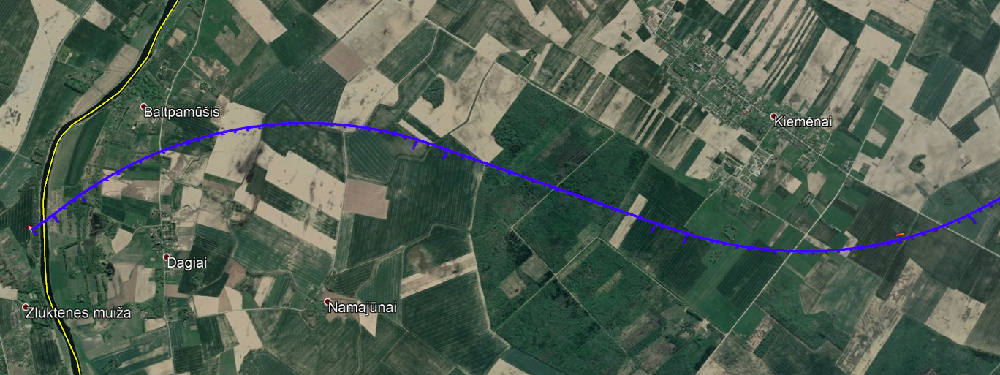 Baltpamūšis
Kiemėnai
Dagiai
Namajūnai
Zluktenes muiža